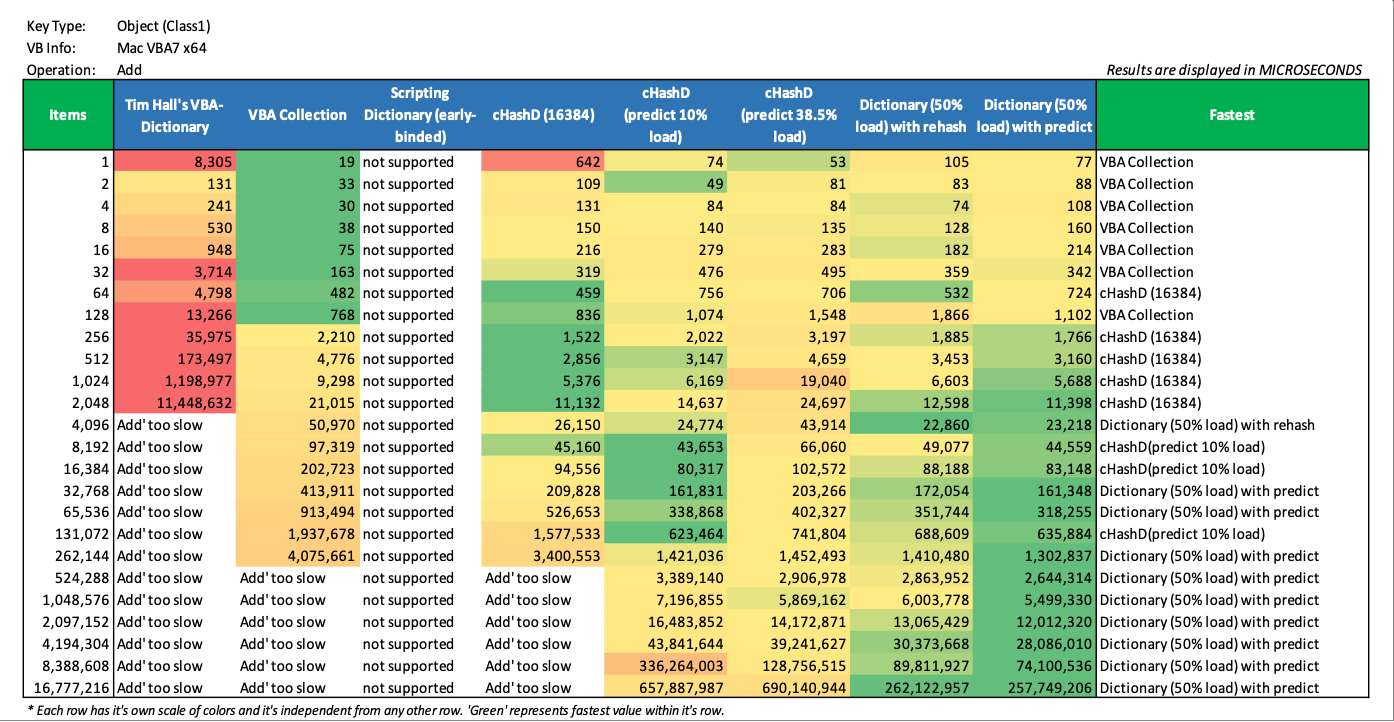 Key Type: Object (Class1)
VB Info: Mac VBA7 x64
Operation: Add
Results are displayed in MICROSECONDS
Items Tim Hall's VBA-Dictionary VBA Collection Scripting Dictionary (early-binded) cHashD (16384) cHashD (predict 10% load) cHashD (predict 38.5% load) Dictionary (50% load) with rehash Dictionary (50% load) with predict Fastest
1 8,305 19 not supported 642 74 53 105 77 VBA Collection
2 131 33 not supported 109 49 81 83 88 VBA Collection
4 241 30 not supported 131 84 84 74 108 VBA Collection
8 530 38 not supported 150 140 135 128 160 VBA Collection
16 948 75 not supported 216 279 283 182 214 VBA Collection
32 3,714 163 not supported 319 476 495 359 342 VBA Collection
64 4,798 482 not supported 459 756 706 532 724 cHashD (16384)
128 13,266 768 not supported 836 1,074 1,548 1,866 1,102 VBA Collection
256 35,975 2,210 not supported 1,522 2,022 3,197 1,885 1,766 cHashD (16384)
512 173,497 4,776 not supported 2,856 3,147 4,659 3,453 3,160 cHashD (16384)
1,024 1,198,977 9,298 not supported 5,376 6,169 19,040 6,603 5,688 cHashD (16384)
2,048 11,448,632 21,015 not supported 11,132 14,637 24,697 12,598 11,398 cHashD (16384)
4,096 Add' too slow 50,970 not supported 26,150 24,774 43,914 22,860 23,218 Dictionary (50% load) with rehash
8,192 Add' too slow 97,319 not supported 45,160 43,653 66,060 49,077 44,559 cHashD(predict 10% load)
16,384 Add' too slow 202,723 not supported 94,556 80,317 102,572 88,188 83,148 cHashD(predict 10% load)
32,768 Add' too slow 413,911 not supported 209,828 161,831 203,266 172,054 161,348 Dictionary (50% load) with predict
65,536 Add' too slow 913,494 not supported 526,653 338,868 402,327 351,744 318,255 Dictionary (50% load) with predict
131,072 Add' too slow 1,937,678 not supported 1,577,533 623,464 741,804 688,609 635,884 cHashD(predict 10% load)
262,144 Add' too slow 4,075,661 not supported 3,400,553 1,421,036 1,452,493 1,410,480 1,302,837 Dictionary (50% load) with predict
524,288 Add' too slow Add' too slow not supported Add' too slow 3,389,140 2,906,978 2,863,952 2,644,314 Dictionary (50% load) with predict
1,048,576 Add' too slow Add' too slow not supported Add' too slow 7,196,855 5,869,162 6,003,778 5,499,330 Dictionary (50% load) with predict
2,097,152 Add' too slow Add' too slow not supported Add' too slow 16,483,852 14,172,871 13,065,429 12,012,320 Dictionary (50% load) with predict
4,194,304 Add' too slow Add' too slow not supported Add' too slow 43,841,644 39,241,627 30,373,668 28,086,010 Dictionary (50% load) with predict
8,388,608 Add' too slow Add' too slow not supported Add' too slow 336,264,003 128,756,515 89,811,927 74,100,536 Dictionary (50% load) with predict
16,777,216 Add' too slow Add' too slow not supported Add' too slow 657,887,987 690,140,944 262,122,957 257,749,206 Dictionary (50% load) with predict
* Each row has it's own scale of colors and it's independent from any other row. 'Green' represents fastest value within it's row.